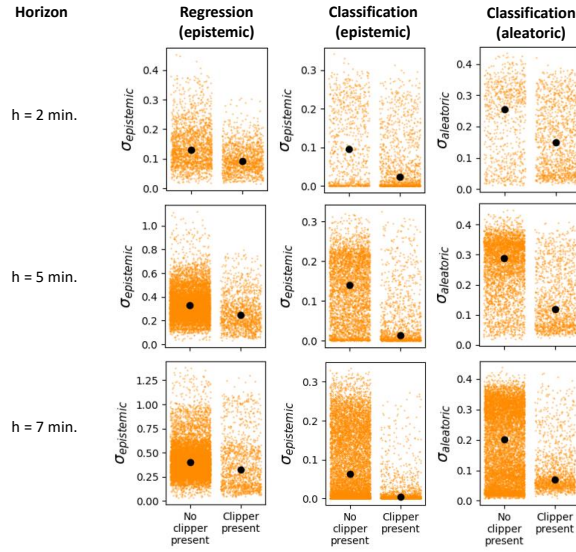 Horizon
Regression
(epistemic)
Classification
(epistemic)
Classification
(aleatoric)
h = 2 min.
σepistemic
0.4
0.3
0.2
0.1
0.0
σepistemic
0.3
0.2
0.1
0.0
σaleatoric
0.4
0.3
0.2
0.1
0.0
h = 5 min.
σepistemic
1.0
0.8
0.6
0.4
0.2
0.0
σepistemic
0.3
0.2
0.1
0.0
σaleatoric
0.4
0.3
0.2
0.1
0.0
h = 7 min.
σepistemic
1.25
1.00
0.75
0.50
0.25
0.00
σepistemic
0.3
0.2
0.1
0.0
σaleatoric
0.4
0.3
0.2
0.1
0.0
No
clipper
present
Clipper
present
No
clipper
present
Clipper
present
No
clipper
present
Clipper
present